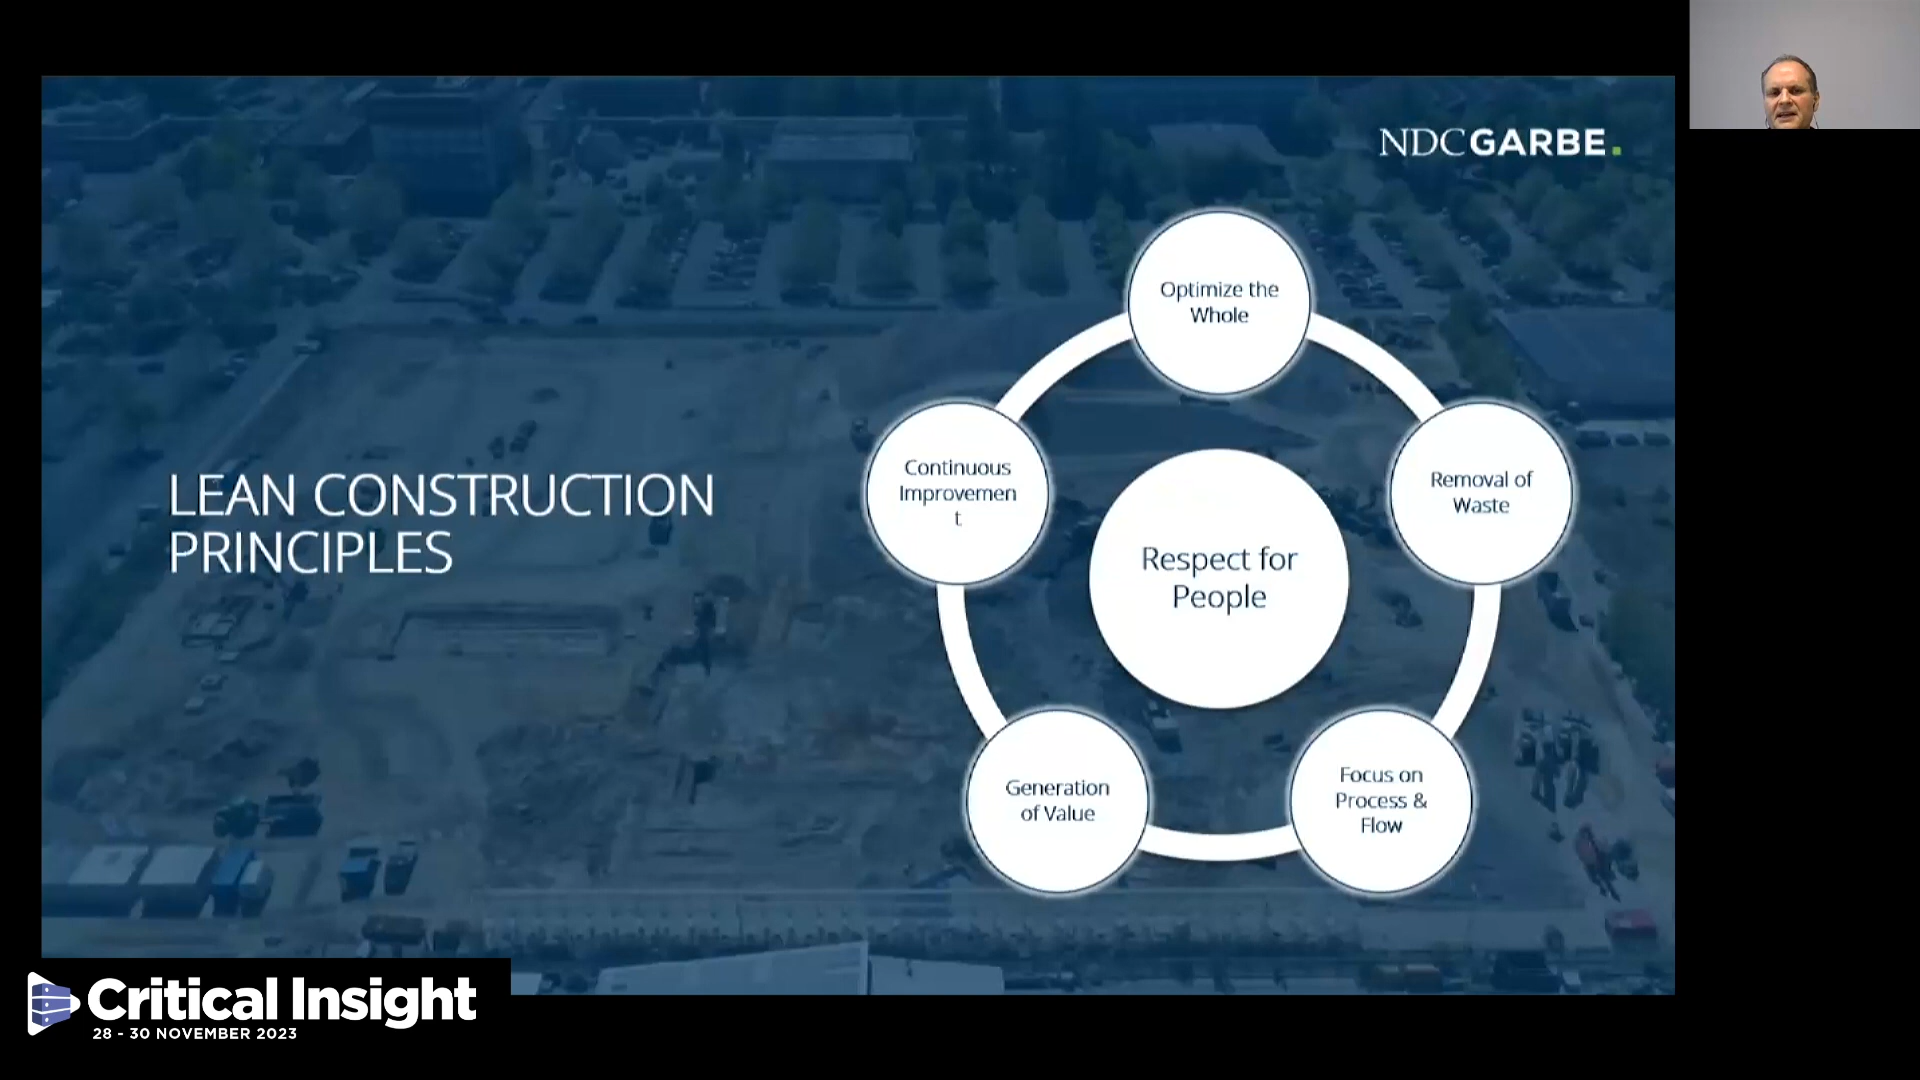 NDCGARBE.
LEAN CONSTRUCTION
PRINCIPLES
Optimize the
Whole
Continuous
Improvemen
t
Removal of
Waste
Respect for
People
Generation
of Value
Focus on
Process &
Flow
Critical Insight
28 - 30 NOVEMBER 2023